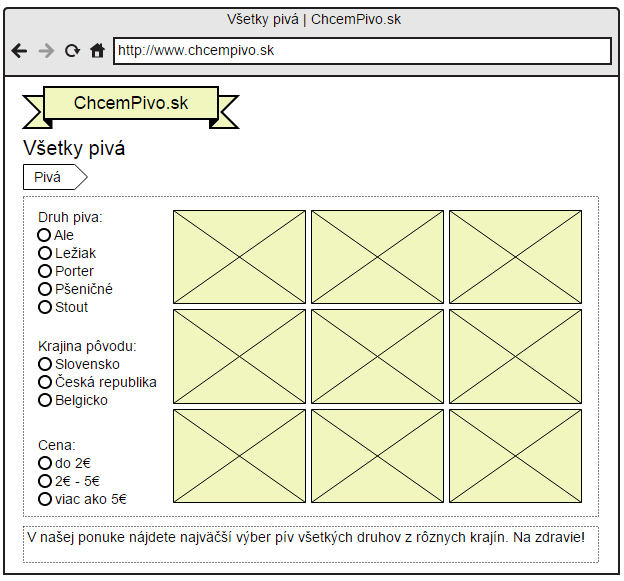 Všetky pivá | ChcemPivo.sk
http://www.chcempivo.sk
ChcemPivo.sk
Všetky pivá
Pivá
Druh piva:
Ale
Ležiak
Porter
Pšeničné
Stout
Krajina pôvodu:
Slovensko
Česká republika
Belgicko
Cena:
do 2€
2€ - 5€
viac ako 5€
V našej ponuke nájdete najväčší výber pív všetkých druhov z rôznych krajín. Na zdravie!